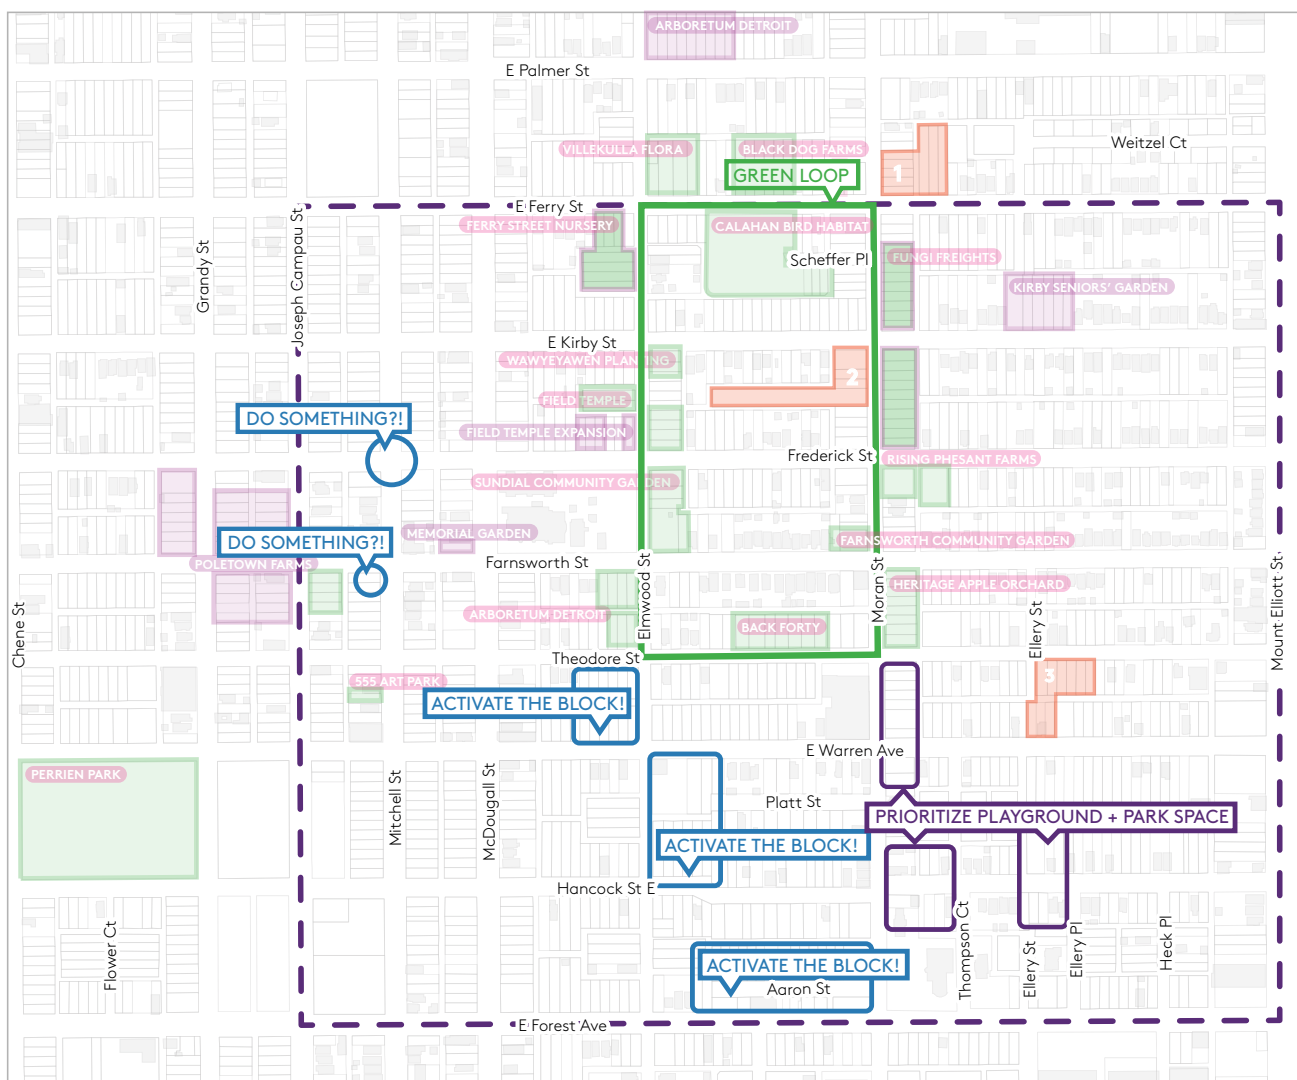 ARBORETUM DETROIT
E Palmer St
Weitzel Ct
VILLEKULLA FLORA
BLACK DOG FARMS
1
GREEN LOOP
E Ferry St
FERRY STREET NURSERY
CALAHAN BIRD HABITAT
Joseph Campau St
Grandy St
Scheffer Pl
FUNGI FREIGHTS
KIRBY SENIORS' GARDEN
E Kirby St
WAWYEYAWEN PLANTING
2
FIELD TEMPLE
DO SOMETHING?!
FIELD TEMPLE EXPANSION
Frederick St
RISING PHESANT FARMS
SUNDIAL COMMUNITY GARDEN
MEMORIAL GARDEN
DO SOMETHING?!
FARNSWORTH COMMUNITY GARDEN
POLETOWN FARMS
Farnsworth St
HERITAGE APPLE ORCHARD
Elmwood St
Moran St
Mount Elliott St
Chene St
ARBORETUM DETROIT
BACK FORTY
Ellery St
Theodore St
555 ART PARK
3
ACTIVATE THE BLOCK!
E Warren Ave
PERRIEN PARK
Mitchell St
McDougall St
Platt St
PRIORITIZE PLAYGROUND + PARK SPACE
ACTIVATE THE BLOCK!
Hancock St E
Flower Ct
Thompson Ct
Ellery St
Ellery Pl
Heck Pl
ACTIVATE THE BLOCK!
Aaron St
E Forest Ave